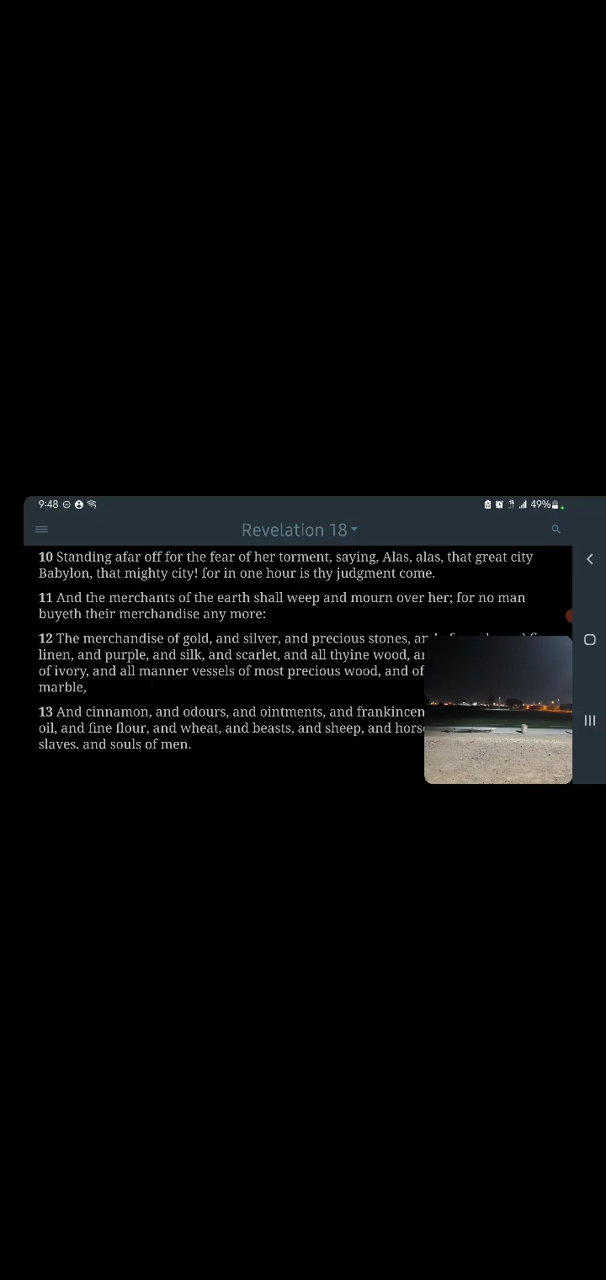 9:48 49%
Revelation 18
10 Standing afar off for the fear of her torment, saying, Alas, alas, that great city
Babylon, that mighty city! for in one hour is thy judgment come.
11 And the merchants of the earth shall weep and mourn over her; for no man
buyeth their merchandise any more:
12 The merchandise of gold, and silver, and precious stones,
linen, and purple, and silk, and scarlet, and all thyine wood,
of ivory, and all manner vessels of most precious wood, and of
marble,
13 And cinnamon, and odours, and ointments, and
oil, and fine flour, and wheat, and beasts, and sheep, and
slaves. and souls of men.